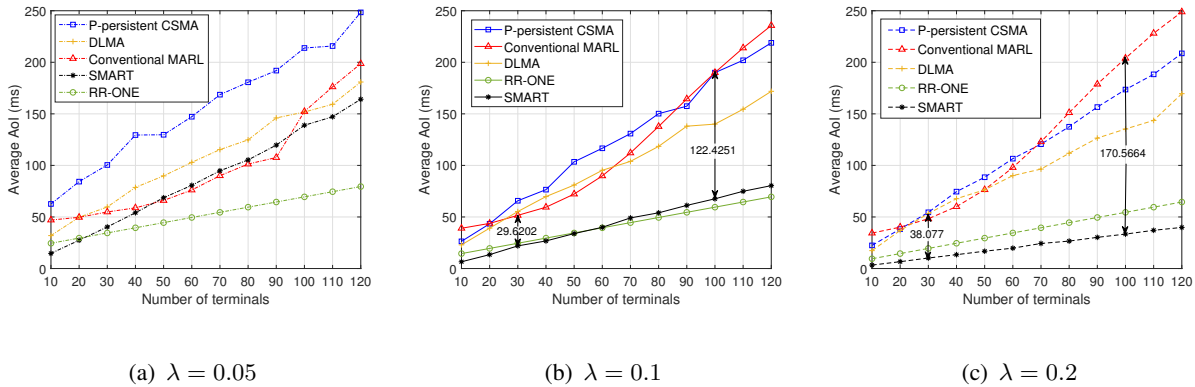 250
200
150
100
50
0
Average AoI (ms)
P-persistent CSMA
DLMA
Conventional MARL
SMART
RR-ONE
10 20 30 40 50 60 70 80 90 100 110 120
Number of terminals
(a) λ = 0.05
250
200
150
100
50
0
Average AoI (ms)
P-persistent CSMA
Conventional MARL
DLMA
RR-ONE
SMART
122.4251
29.6202
10 20 30 40 50 60 70 80 90 100 110 120
Number of terminals
(b) λ = 0.1
250
200
150
100
50
0
Average AoI (ms)
P-persistent CSMA
Conventional MARL
DLMA
RR-ONE
SMART
170.5664
38.077
10 20 30 40 50 60 70 80 90 100 110 120
Number of terminals
(c) λ = 0.2